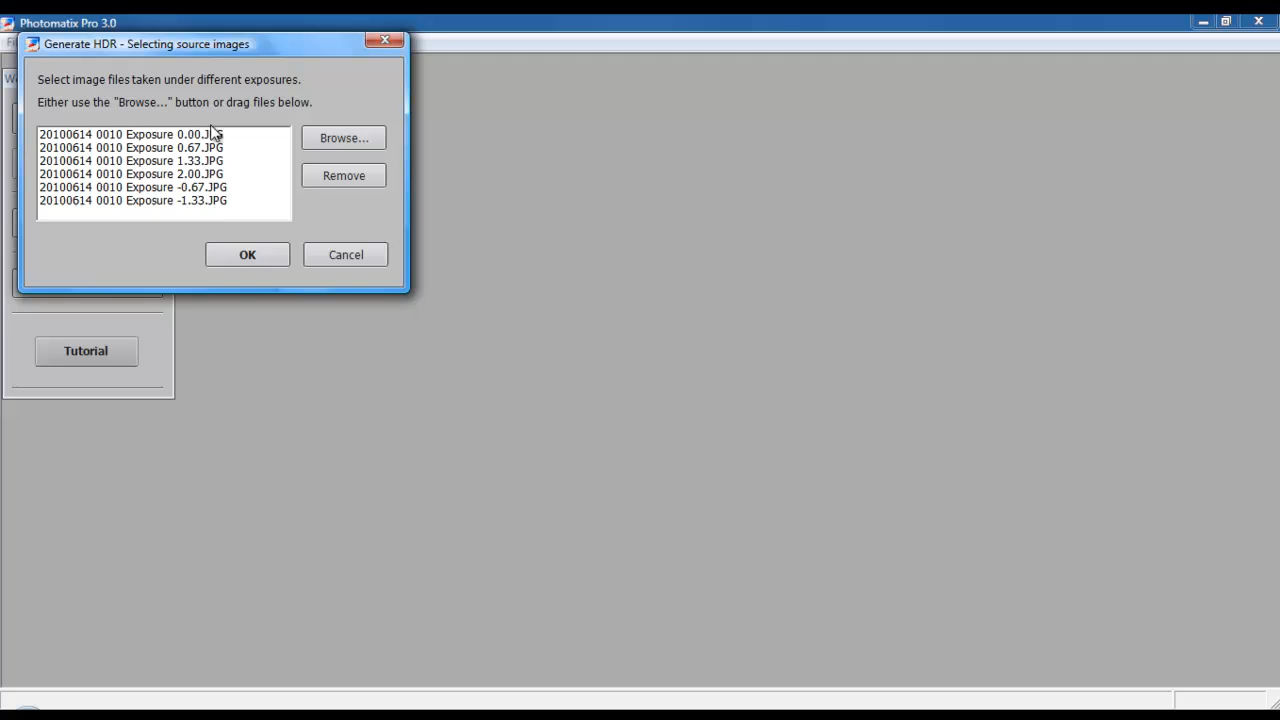 Photomatix Pro 3.0
Generate HDR - Selecting source images
Select image files taken under different exposures.
Either use the "Browse..." button or drag files below.
20100614 0010 Exposure 0.00.JPG
20100614 0010 Exposure 0.67.JPG
20100614 0010 Exposure 1.33.JPG
20100614 0010 Exposure 2.00.JPG
20100614 0010 Exposure -0.67.JPG
20100614 0010 Exposure -1.33.JPG
Browse...
Remove
OK
Cancel
Tutorial